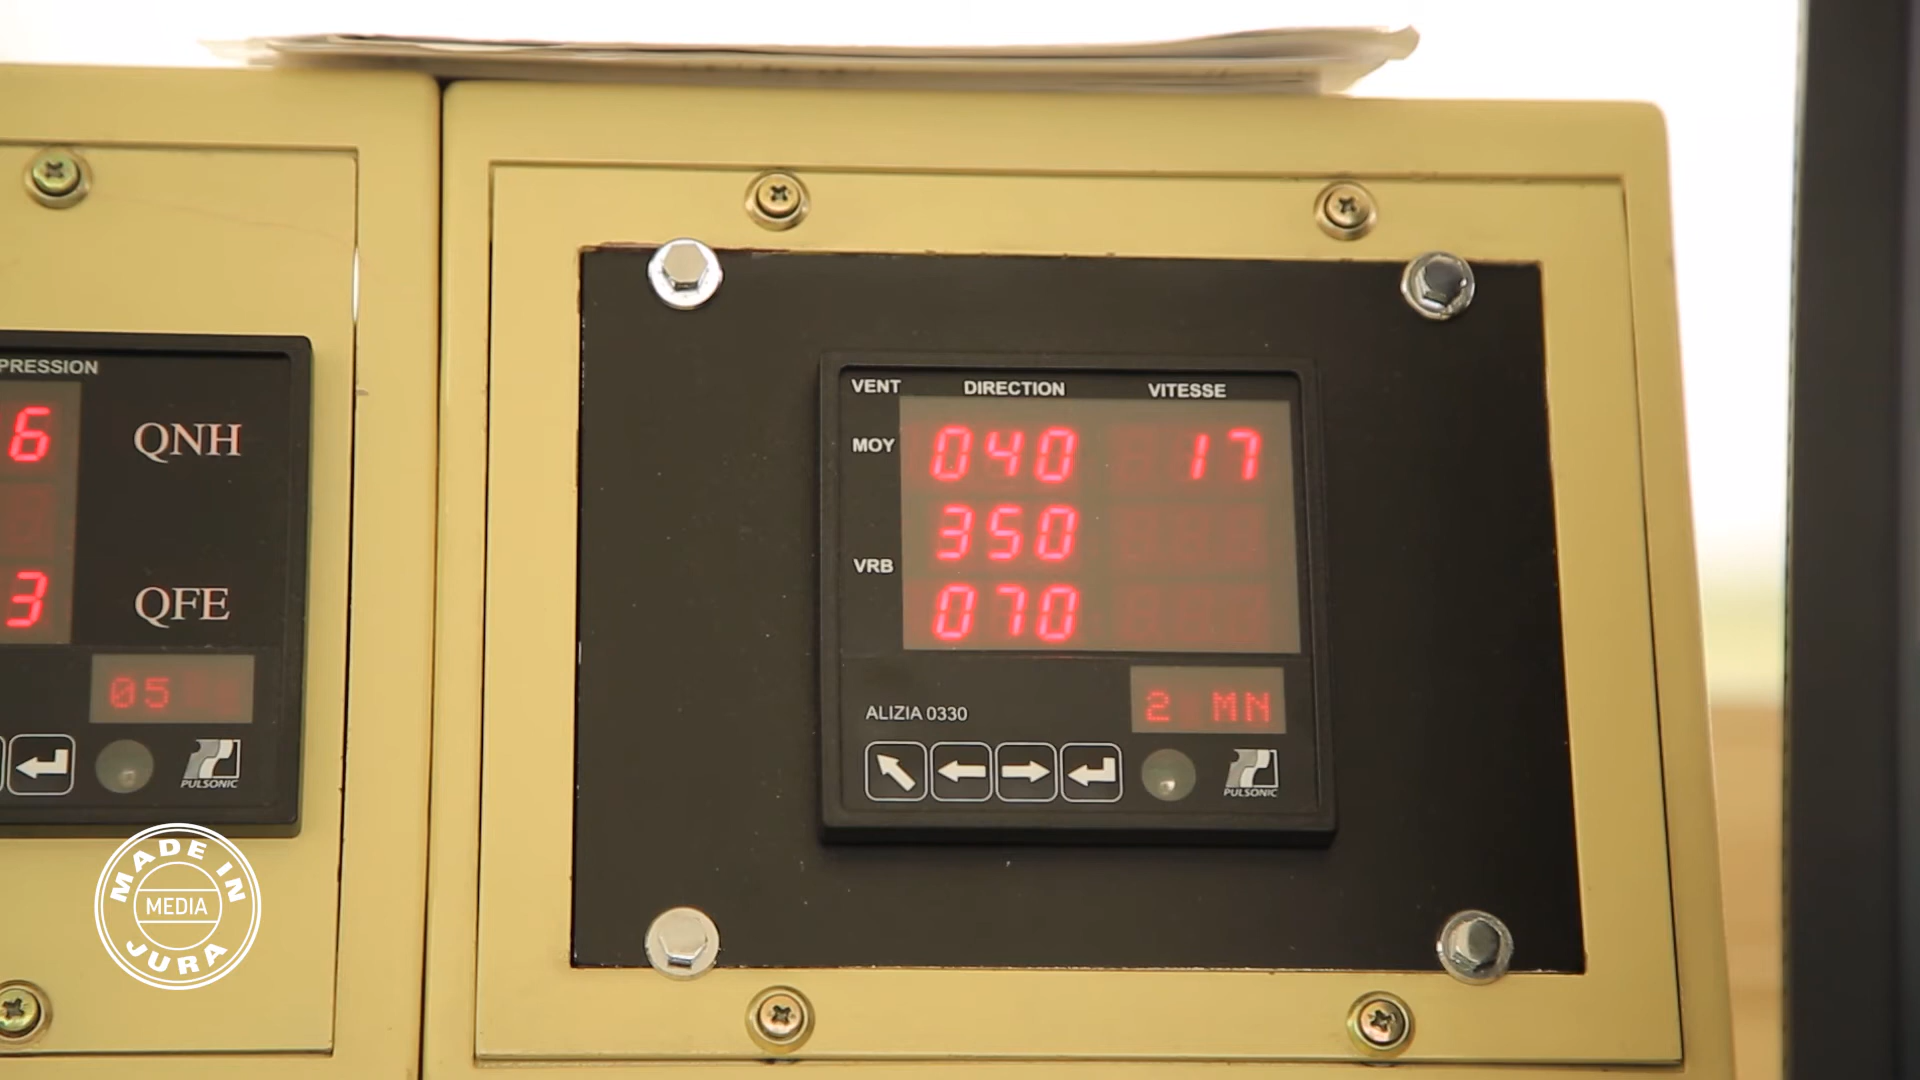 PRESSION
6 QNH
3 QFE
05
PULSONIC
VENT DIRECTION VITESSE
MOY 040 17
350
VRB
070
ALIZIA 0330
2 MN
PULSONIC
MADE IN
MEDIA
JURA